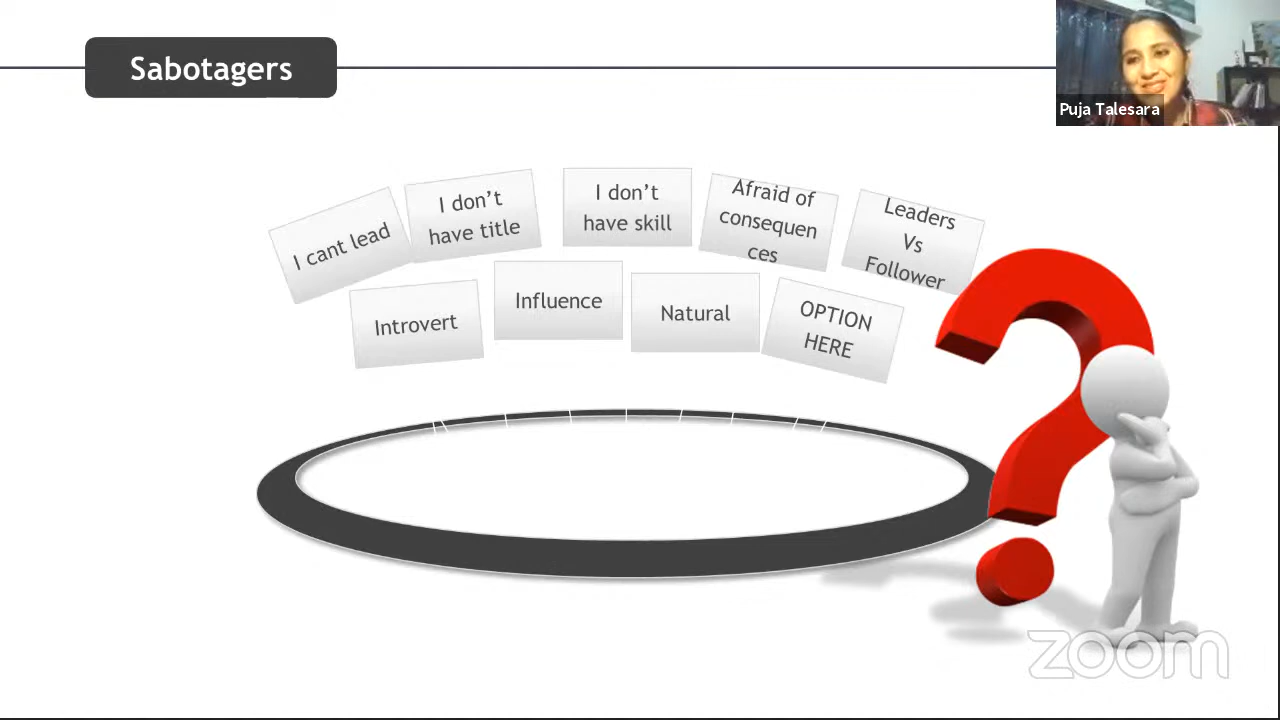 Sabotagers
Puja Talesara
I cant lead
I don't
have title
I don't
have skill
Afraid of
consequen
ces
Leaders
Vs
Follower
Introvert
Influence
Natural
OPTION
HERE
zoom